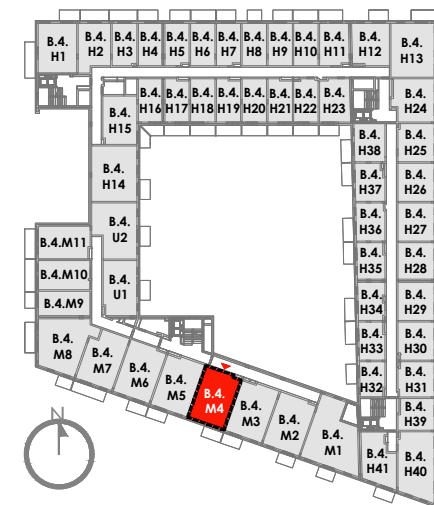 B.4.
H1
B.4.
H2
B.4.
H3
B.4.
H4
B.4.
H5
B.4.
H6
B.4.
H7
B.4.
H8
B.4.
H9
B.4.
H10
B.4.
H11
B.4.
H12
B.4.
H13
B.4.
H16
B.4.
H17
B.4.
H18
B.4.
H19
B.4.
H20
B.4.
H21
B.4.
H22
B.4.
H23
B.4.
H24
B.4.
H15
B.4.
H38
B.4.
H25
B.4.
H14
B.4.
H37
B.4.
H26
B.4.
U2
B.4.
H36
B.4.
H27
B.4.M11
B.4.
H35
B.4.
H28
B.4.M10
B.4.
U1
B.4.
H34
B.4.
H29
B.4.M9
B.4.
M8
B.4.
M7
B.4.
H33
B.4.
H30
B.4.
M6
B.4.
M5
B.4.
M4
B.4.
H32
B.4.
H31
B.4.
M3
B.4.
M2
B.4.
M1
B.4.
H39
B.4.
H41
B.4.
H40
N